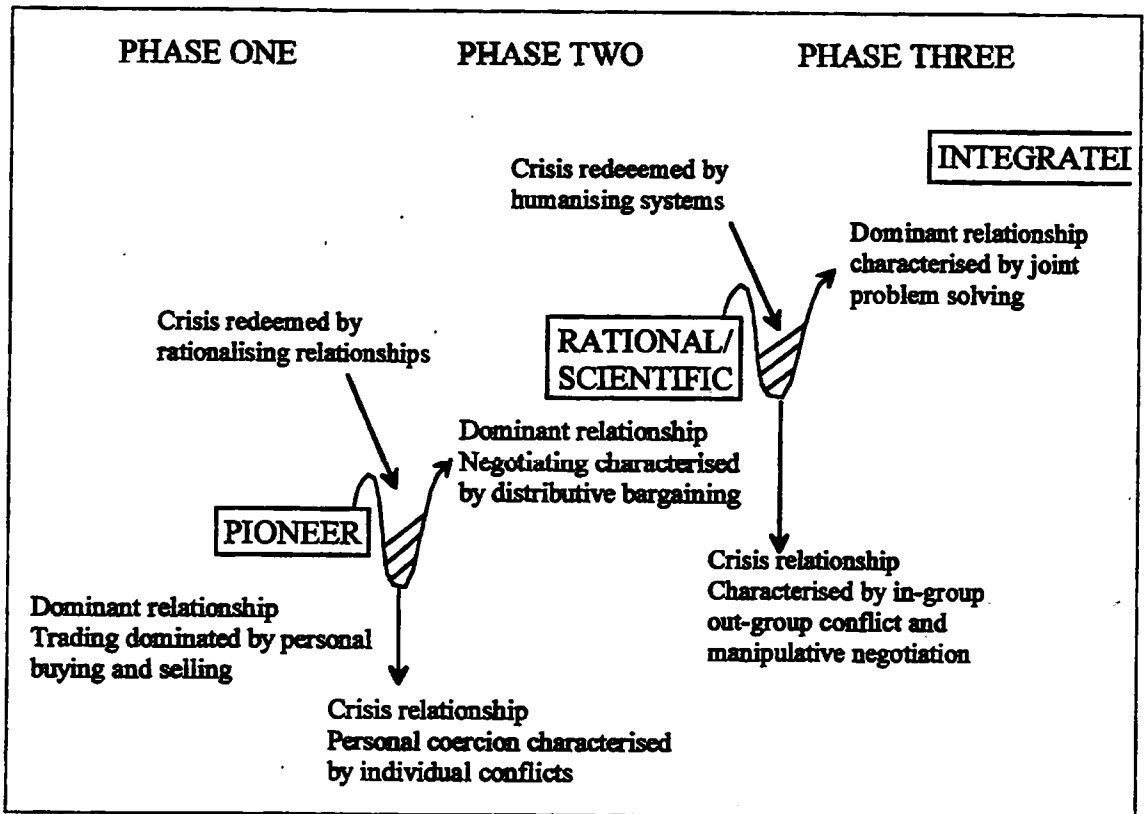 PHASE ONE
PHASE TWO
PHASE THREE
INTEGRATEI
Crisis redeeemed by
humanising systems
Dominant relationship
characterised by joint
problem solving
Crisis redeemed by
rationalising relationships
RATIONAL/
SCIENTIFIC
Dominant relationship
Negotiating characterised
by distributive bargaining
PIONEER
Crisis relationship
Characterised by in-group
out-group conflict and
manipulative negotiation
Dominant relationship
Trading dominated by personal
buying and selling
Crisis relationship
Personal coercion characterised
by individual conflicts